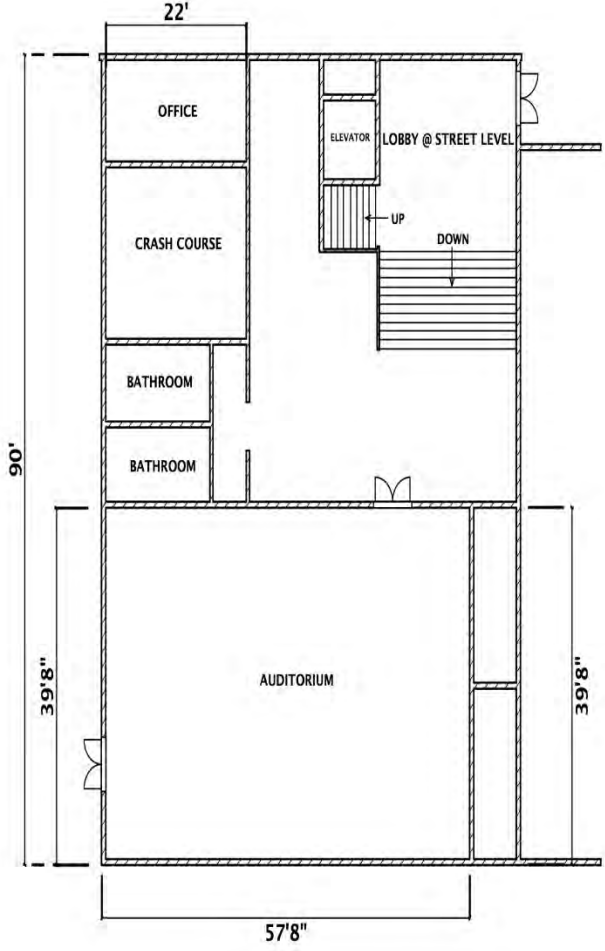 22'
OFFICE
ELEVATOR
LOBBY @ STREET LEVEL
UP
CRASH COURSE
DOWN
BATHROOM
90'
BATHROOM
39'8"
AUDITORIUM
39'8"
57'8"